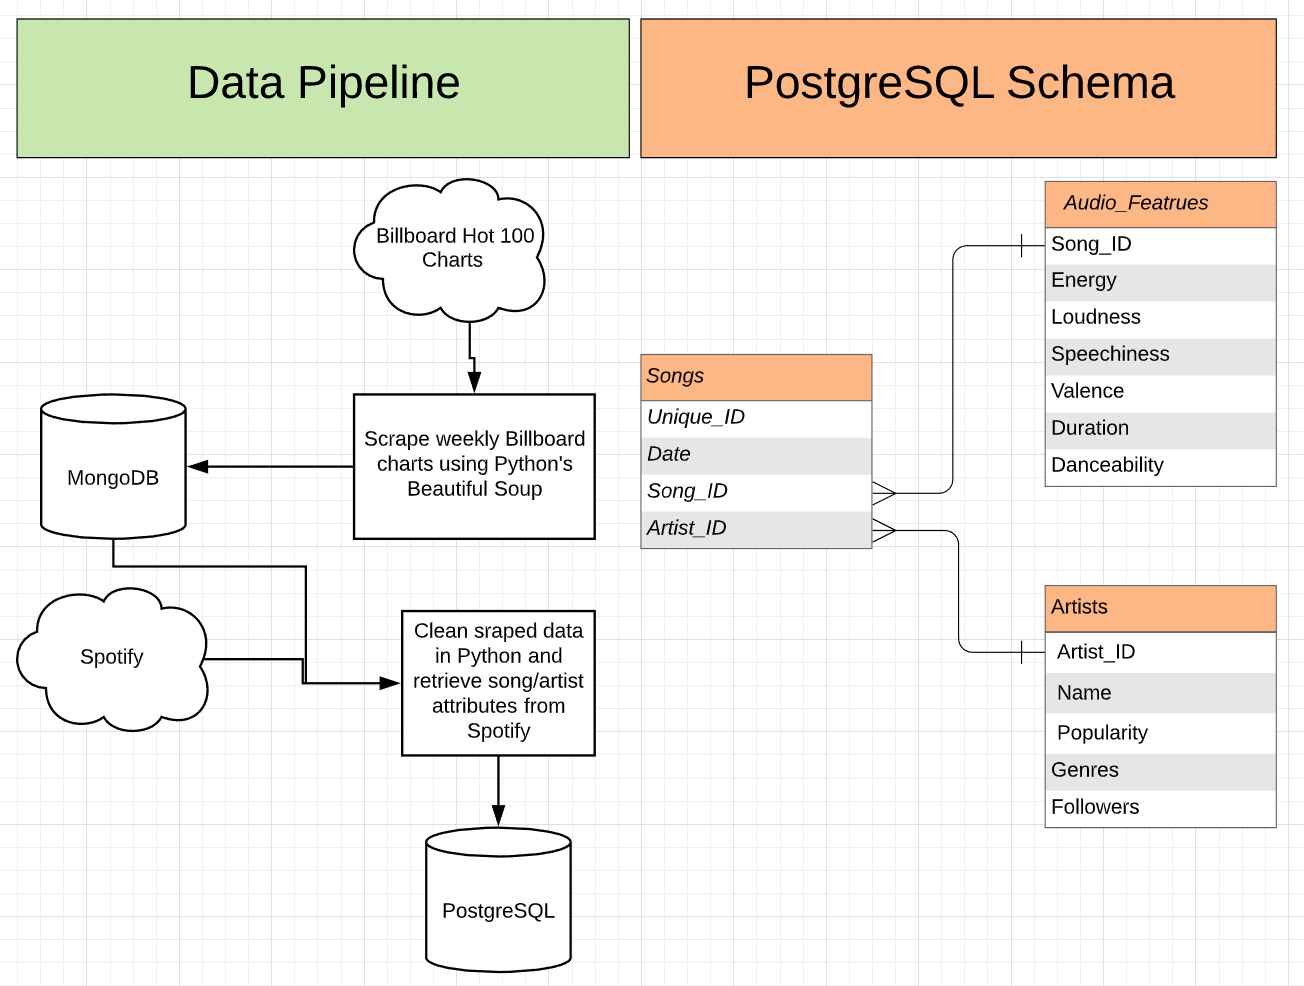 Data Pipeline
PostgreSQL Schema
Billboard Hot 100
Charts
Scrape weekly Billboard
charts using Python's
Beautiful Soup
MongoDB
Spotify
Clean sraped data
in Python and
retrieve song/artist
attributes from
Spotify
PostgreSQL
Songs
Unique_ID
Date
Song_ID
Artist_ID
Audio_Featrues
Song_ID
Energy
Loudness
Speechiness
Valence
Duration
Danceability
Artists
Artist_ID
Name
Popularity
Genres
Followers